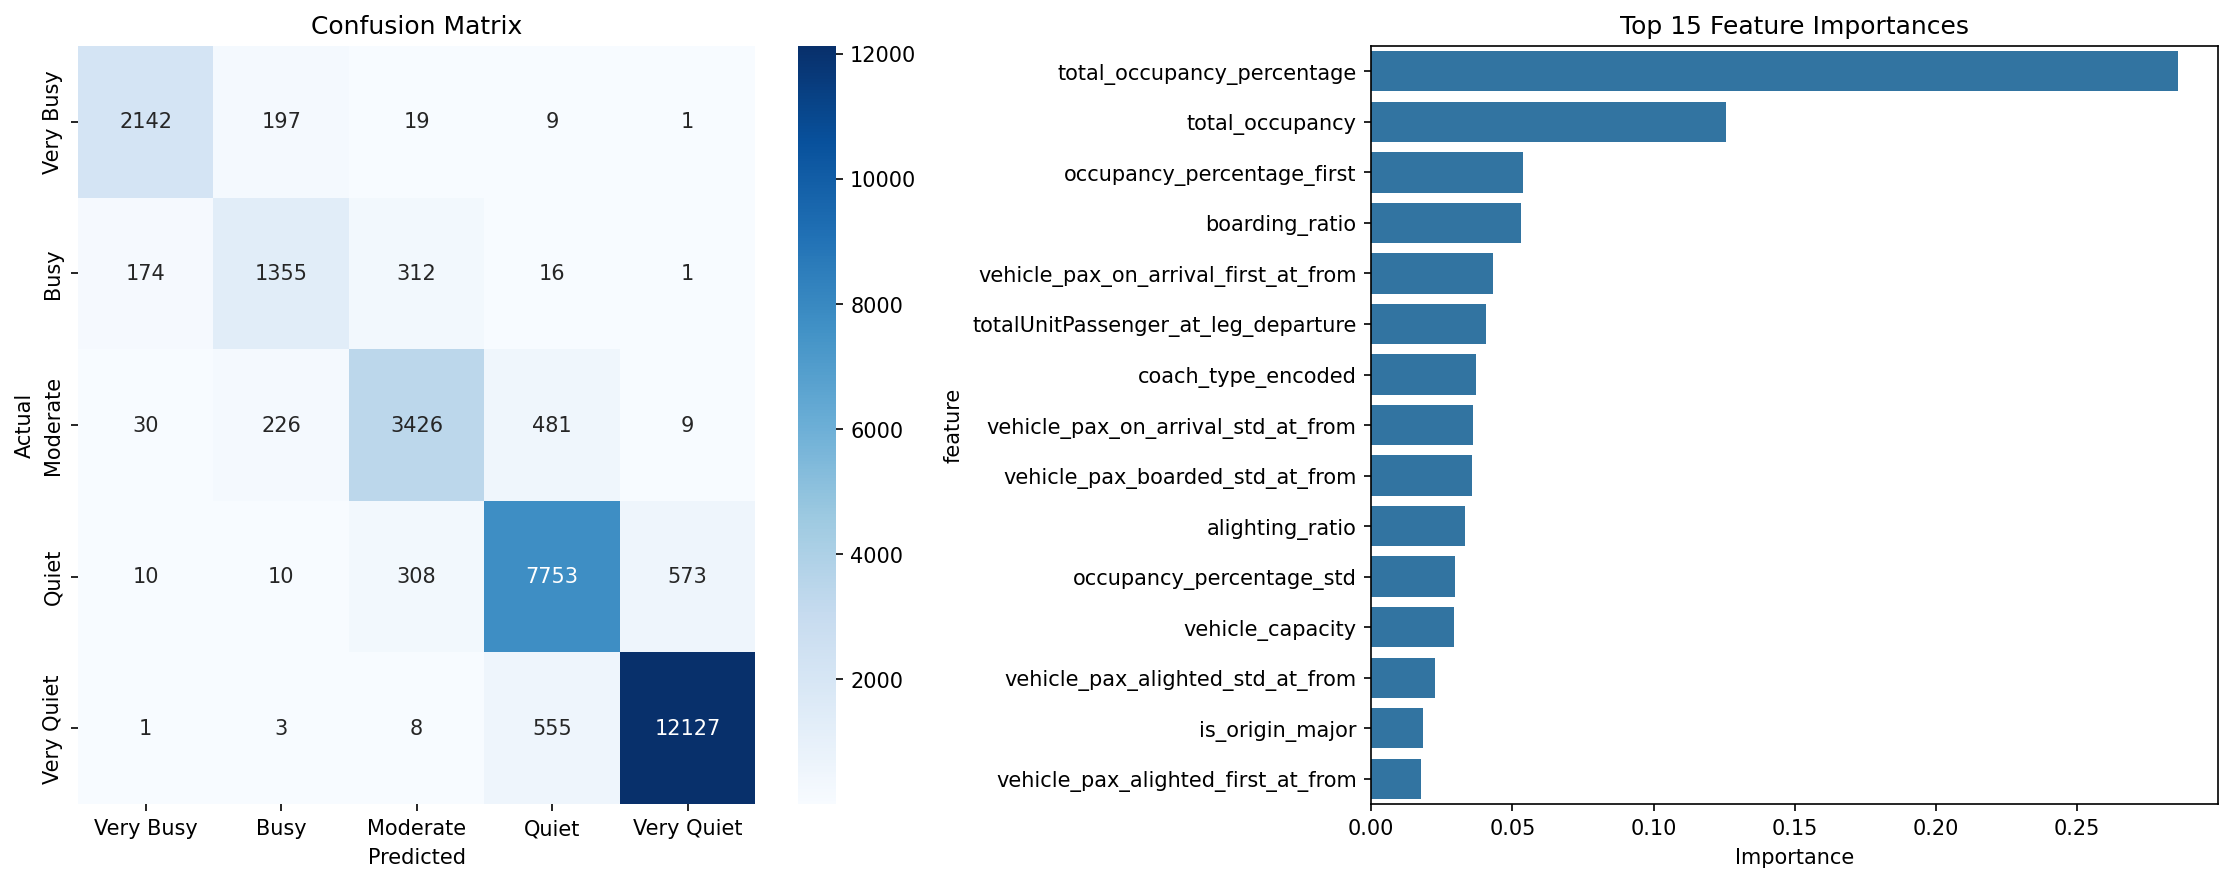 Confusion Matrix
Very Busy
Busy
Moderate
Quiet
Very Quiet
Actual
2142 197 19 9 1
174 1355 312 16 1
30 226 3426 481 9
10 10 308 7753 573
1 3 8 555 12127
Very Busy Busy Moderate Quiet Very Quiet
Predicted
12000
10000
8000
6000
4000
2000
Top 15 Feature Importances
feature
total_occupancy_percentage
total_occupancy
occupancy_percentage_first
boarding_ratio
vehicle_pax_on_arrival_first_at_from
totalUnitPassenger_at_leg_departure
coach_type_encoded
vehicle_pax_on_arrival_std_at_from
vehicle_pax_boarded_std_at_from
alighting_ratio
occupancy_percentage_std
vehicle_capacity
vehicle_pax_alighted_std_at_from
is_origin_major
vehicle_pax_alighted_first_at_from
0.00 0.05 0.10 0.15 0.20 0.25
Importance